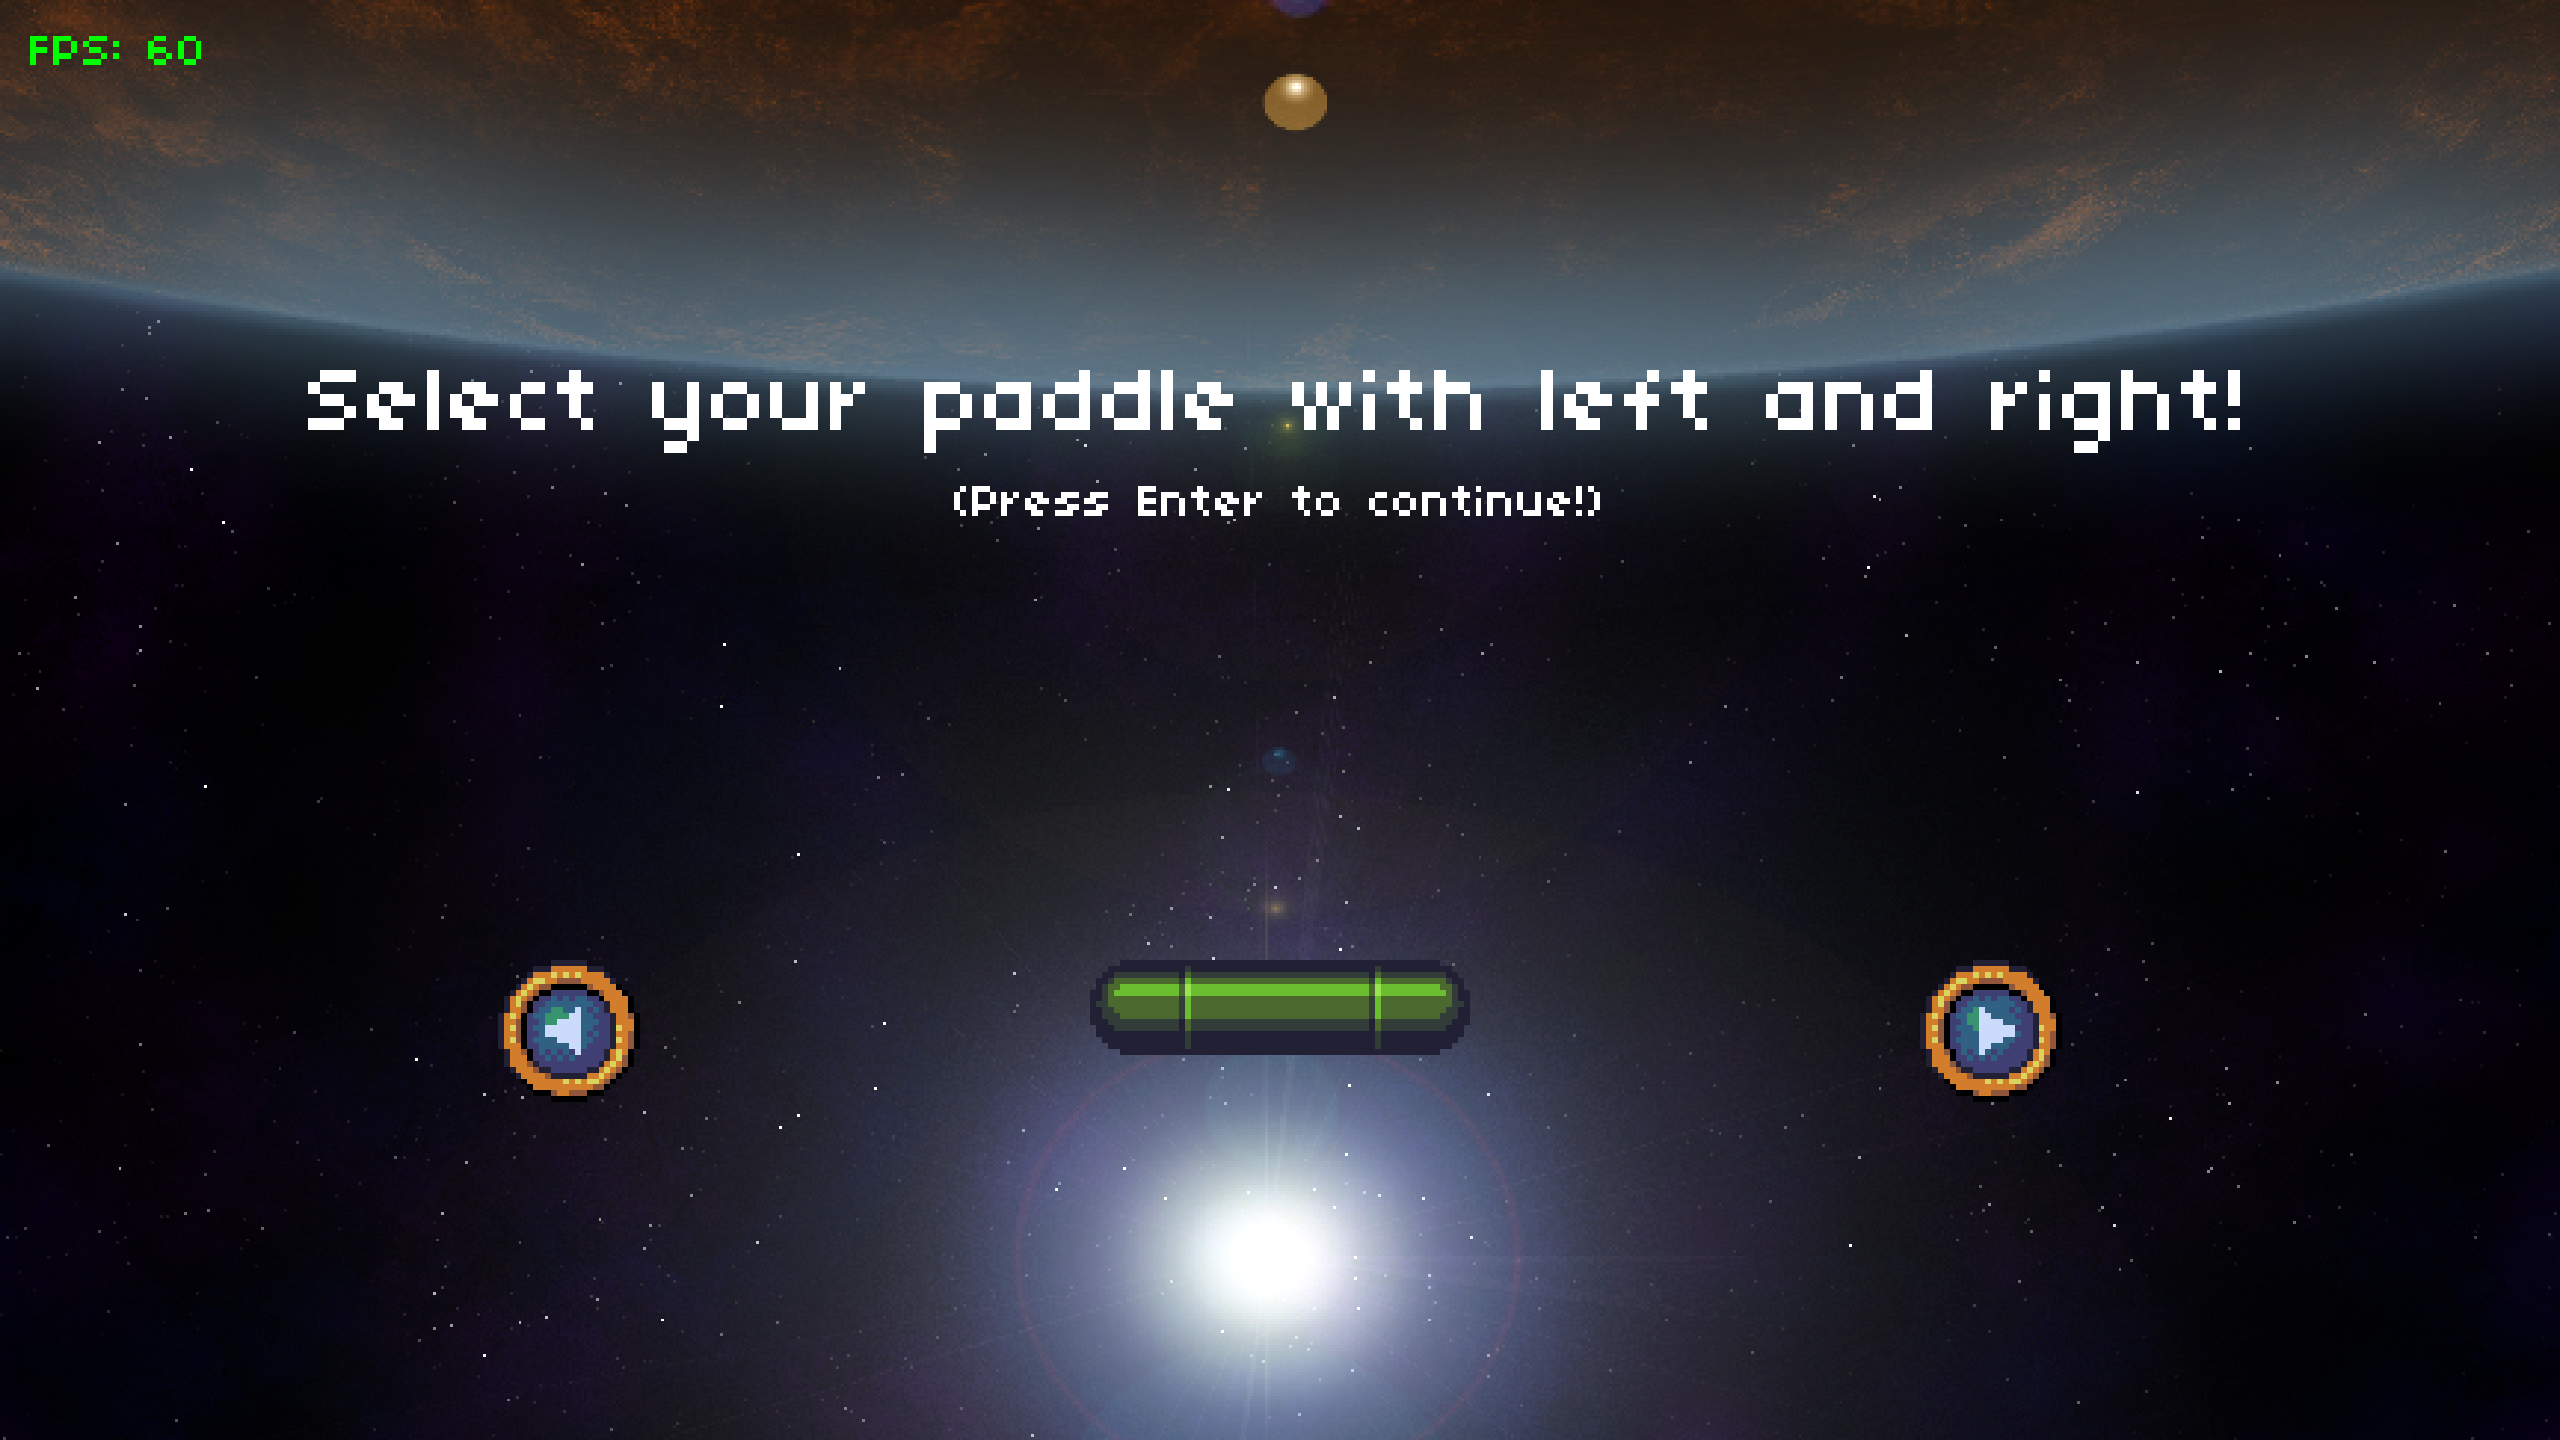 FPS: 60
Select your paddle with left and right!
(Press Enter to continue!)